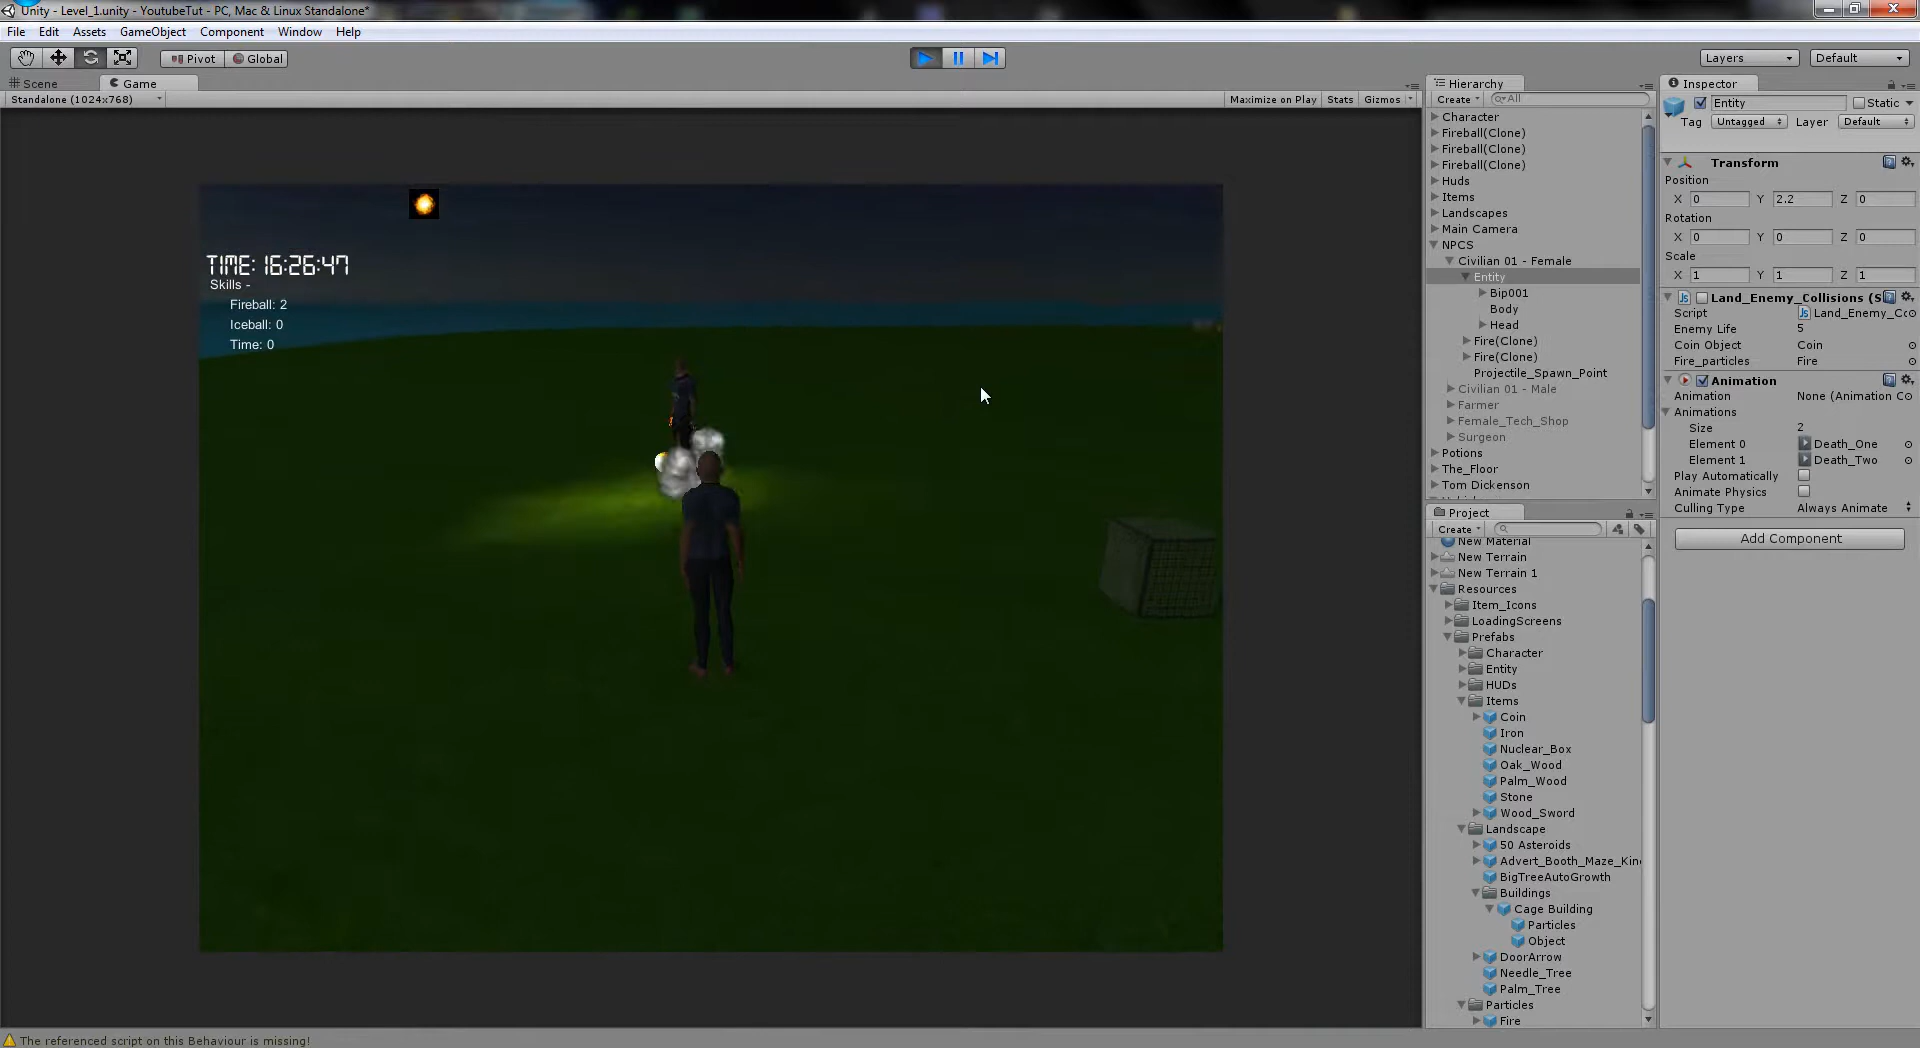 Unity - Level_1.unity - YoutubeTut - PC, Mac & Linux Standalone*
File Edit Assets GameObject Component Window Help
Pivot Global Layers Default
Scene Game
Standalone (1024x768) Maximize on Play Stats Gizmos
TIME: 16:26:47
Skills -
Fireball: 2
Iceball: 0
Time: 0
Hierarchy
Create All
Character
Fireball(Clone)
Fireball(Clone)
Fireball(Clone)
Huds
Items
Landscapes
Main Camera
NPCS
Civilian 01 - Female
Entity
Bip001
Body
Head
Fire(Clone)
Fire(Clone)
Projectile_Spawn_Point
Civilian 01 - Male
Farmer
Female_Tech_Shop
Surgeon
Potions
The_Floor
Tom Dickenson
Project
Create
New Material
New Terrain
New Terrain 1
Resources
Item_Icons
LoadingScreens
Prefabs
Character
Entity
HUDs
Items
Coin
Iron
Nuclear_Box
Oak_Wood
Palm_Wood
Stone
Wood_Sword
Landscape
50 Asteroids
Advert_Booth_Maze_Kin
BigTreeAutoGrowth
Buildings
Cage Building
Particles
Object
DoorArrow
Needle_Tree
Palm_Tree
Particles
Fire
Inspector
Entity Static
Tag Untagged Layer Default
Transform
Position
X 0 Y 2.2 Z 0
Rotation
X 0 Y 0 Z 0
Scale
X 1 Y 1 Z 1
Land_Enemy_Collisions (S
Script Land_Enemy_Co
Enemy Life 5
Coin Object Coin
Fire_particles Fire
Animation
Animation None (Animation C
Animations
Size 2
Element 0 Death_One
Element 1 Death_Two
Play Automatically
Animate Physics
Culling Type Always Animate
Add Component
The referenced script on this Behaviour is missing!